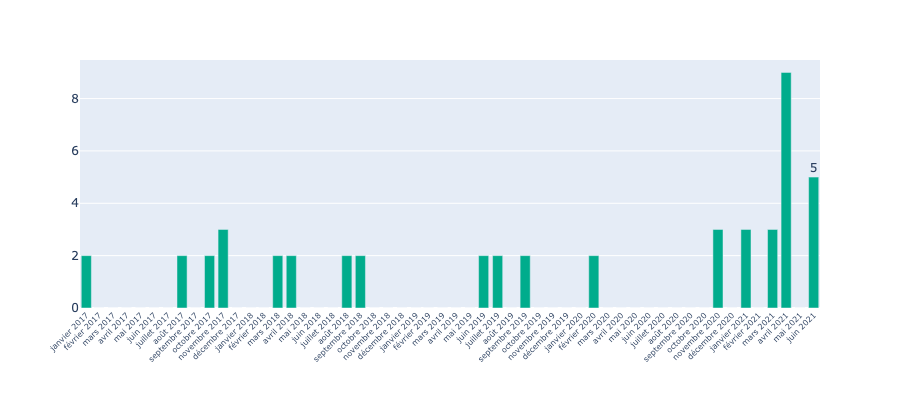 8
5
6
4
2
0
janvier 2017
février 2017
mars 2017
avril 2017
mai 2017
juin 2017
juillet 2017
août 2017
septembre 2017
octobre 2017
novembre 2017
décembre 2017
janvier 2018
février 2018
mars 2018
avril 2018
mai 2018
juin 2018
juillet 2018
août 2018
septembre 2018
octobre 2018
novembre 2018
décembre 2018
janvier 2019
février 2019
mars 2019
avril 2019
mai 2019
juin 2019
juillet 2019
août 2019
septembre 2019
octobre 2019
novembre 2019
décembre 2019
janvier 2020
février 2020
mars 2020
avril 2020
mai 2020
juin 2020
juillet 2020
août 2020
septembre 2020
octobre 2020
novembre 2020
décembre 2020
janvier 2021
février 2021
mars 2021
avril 2021
mai 2021
juin 2021